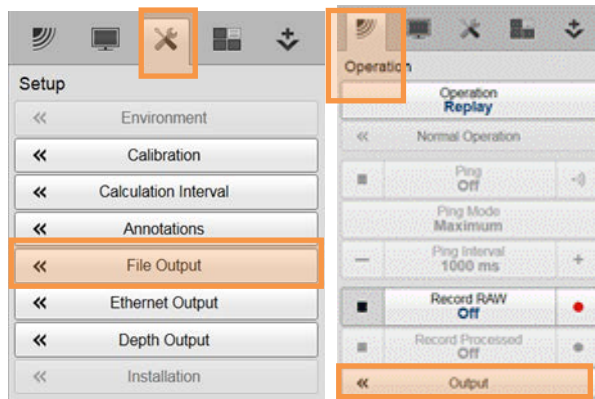 Setup
Environment
Calibration
Calculation Interval
Annotations
File Output
Ethernet Output
Depth Output
Installation
Operation
Operation
Replay
Normal Operation
Ping
Off
Ping Mode
Maximum
Ping Interval
1000 ms
Record RAW
Off
Record Processed
Off
Output